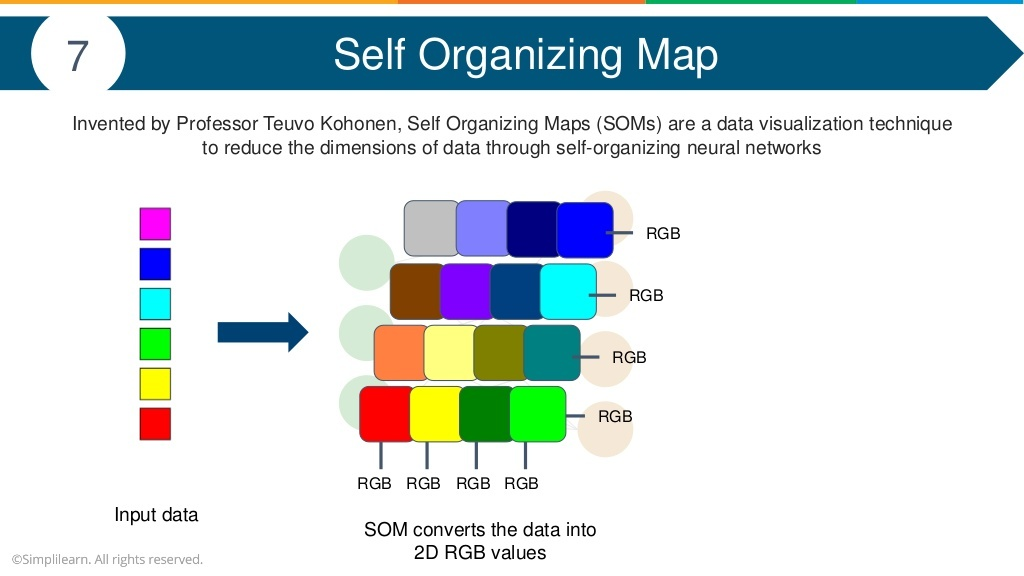 7
Self Organizing Map
Invented by Professor Teuvo Kohonen, Self Organizing Maps (SOMs) are a data visualization technique
to reduce the dimensions of data through self-organizing neural networks
RGB
RGB
RGB
RGB
RGB RGB RGB RGB
Input data
SOM converts the data into
2D RGB values
©Simplilearn. All rights reserved.